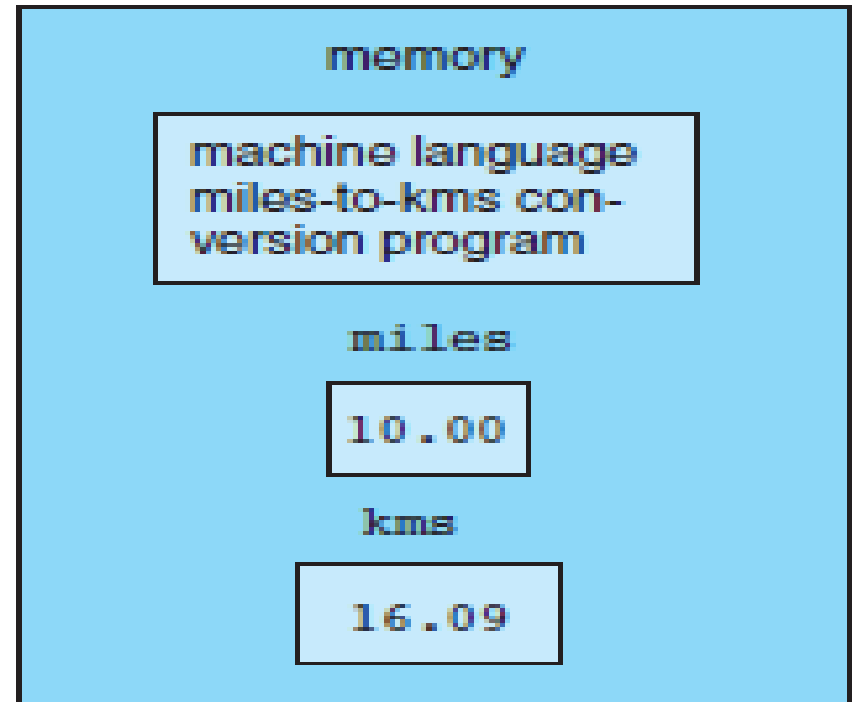 memory
machine language
miles-to-kms con-
version program
miles
10.00
kms
16.09